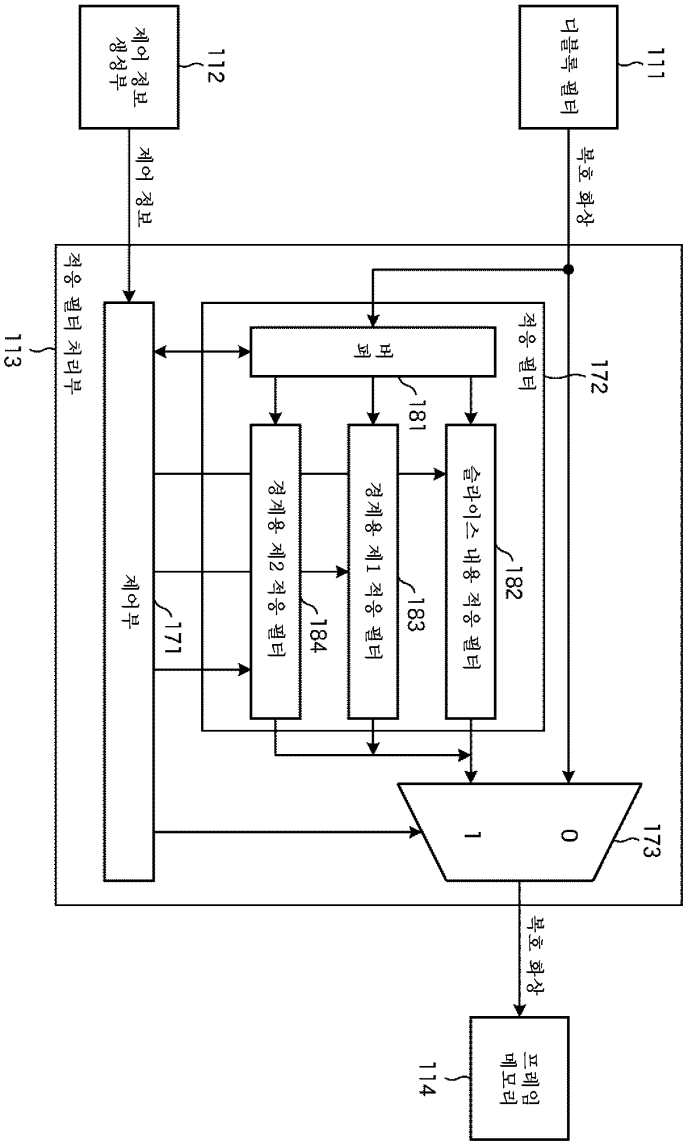 111
디블록 필터
복호 화상
112
제어 정보
생성부
제어 정보
적응 필터 처리부
113
적응 필터
172
버
퍼
181
슬라이스 내용 적응 필터
182
경계용 제1 적응 필터
183
경계용 제2 적응 필터
184
제어부
171
0
1
173
복호 화상
프레임
메모리
114